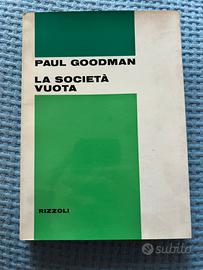 PAUL GOODMAN
LA SOCIETÀ
VUOTA
RIZZOLI
subito